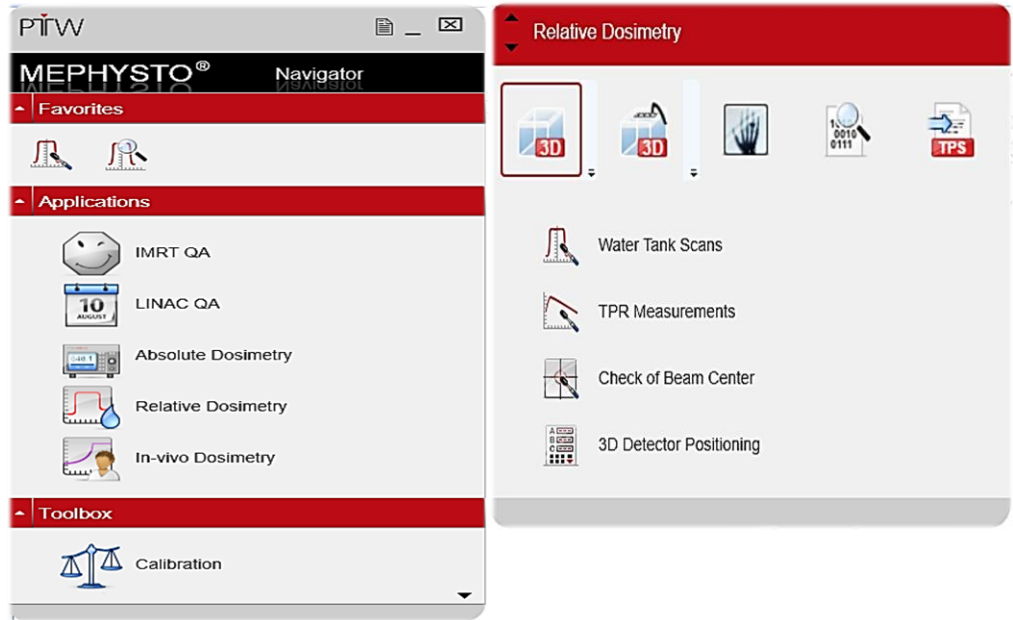 PTW
MEPHYSTO® Navigator
Favorites
Applications
IMRT QA
10
AUGUST
LINAC QA
Absolute Dosimetry
Relative Dosimetry
In-vivo Dosimetry
Toolbox
Calibration
Relative Dosimetry
3D
3D
0010
0111
TPS
Water Tank Scans
TPR Measurements
Check of Beam Center
A
B
C
3D Detector Positioning